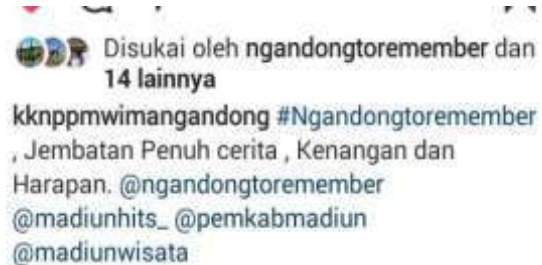 Disukai oleh ngandongtoremember dan
14 lainnya
kknppmwimangandong #Ngandongtoremember
, Jembatan Penuh cerita , Kenangan dan
Harapan. @ngandongtoremember
@madiunhits_ @pemkabmadiun
@madiunwisata